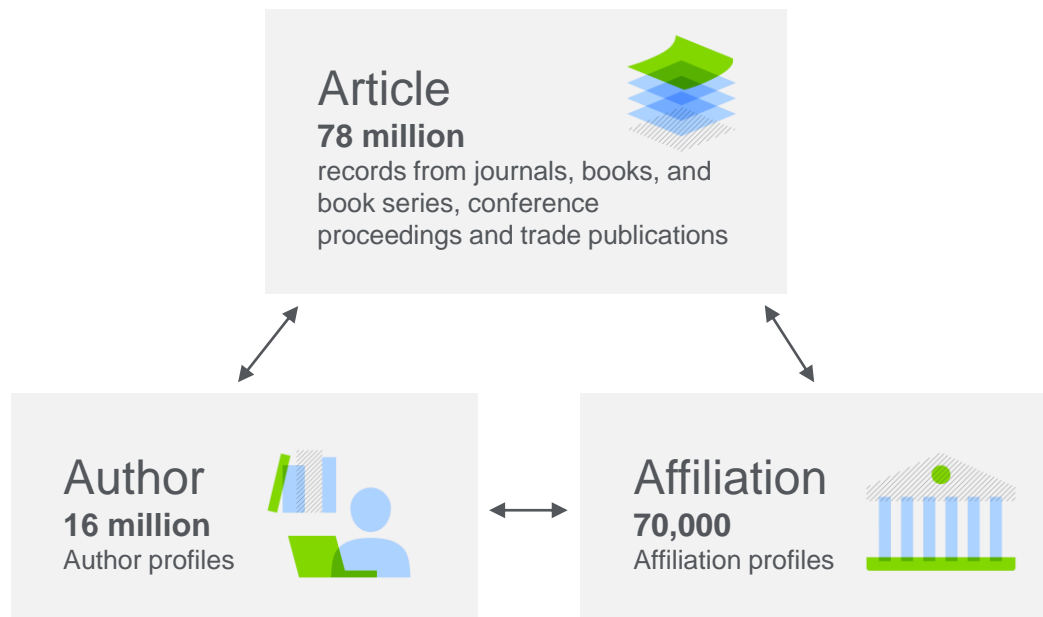 Article
78 million
records from journals, books, and
book series, conference
proceedings and trade publications
Author
16 million
Author profiles
Affiliation
70,000
Affiliation profiles